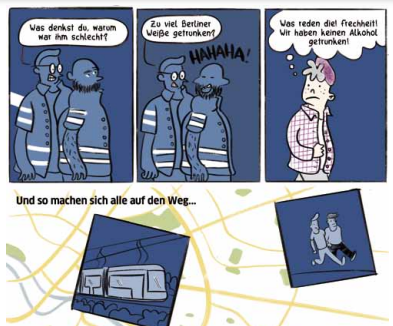 Was denkst du, warum
war ihm schlecht?
Zu viel Berliner
Weiße getrunken?
HAHAHA!
Was reden die! Frechheit!
Wir haben keinen Alkohol
getrunken!
Und so machen sich alle auf den Weg...